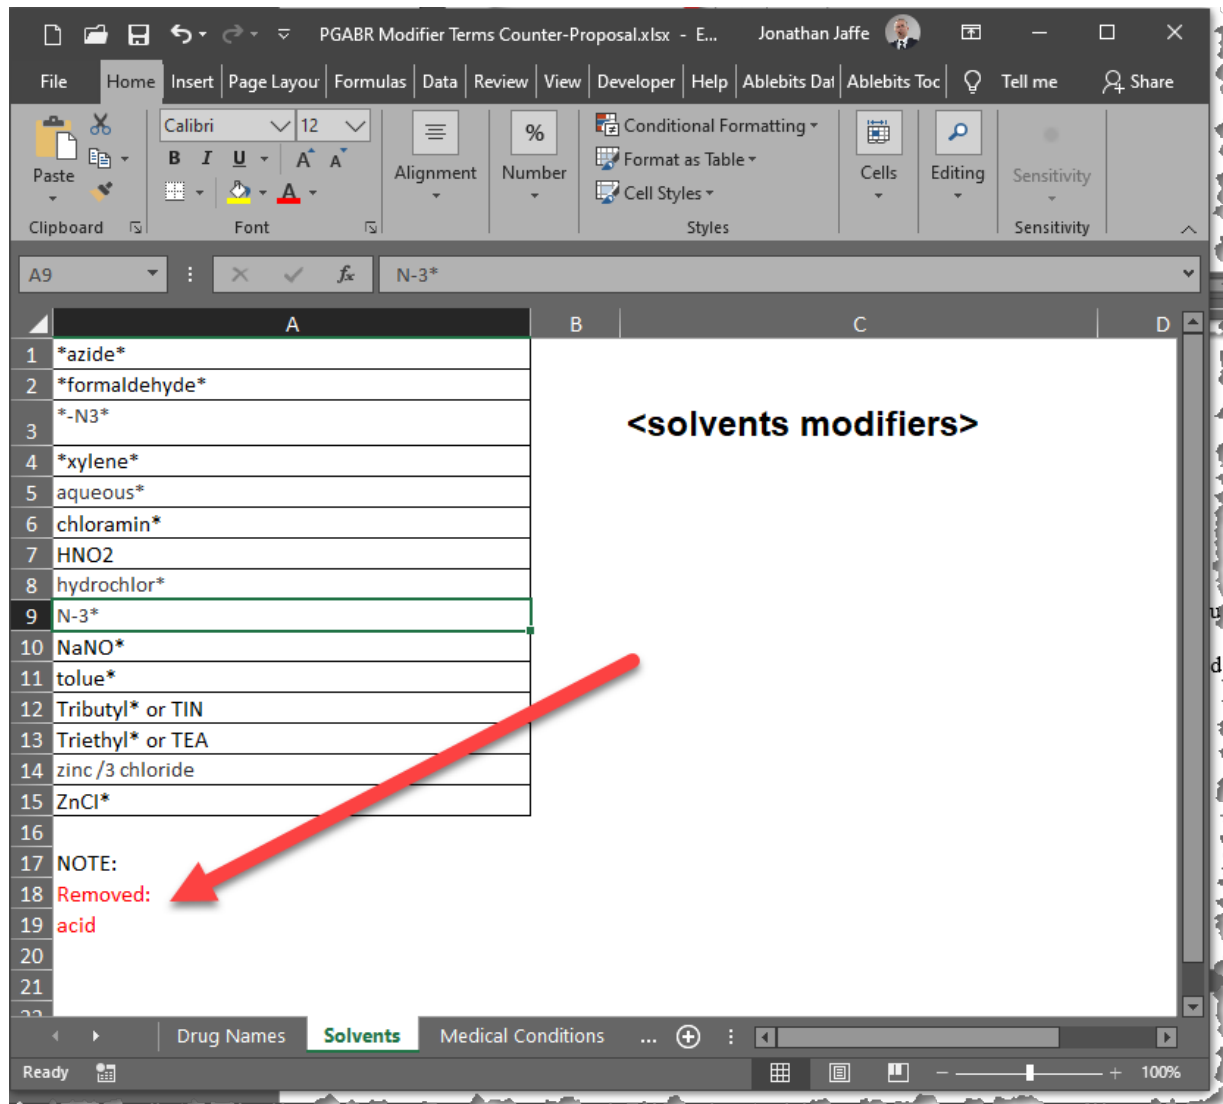 PGABR Modifier Terms Counter-Proposal.xlsx - E... Jonathan Jaffe
File Home Insert Page Layou Formulas Data Review View Developer Help Ablebits Dat Ablebits Toc Tell me Share
Calibri 12
Conditional Formatting
B I U A A
Format as Table
Paste Alignment Number Cells Editing Sensitivity
Cell Styles
Clipboard Font Styles Sensitivity
A9 fx N-3*
A B C D
1 *azide*
2 *formaldehyde*
3 *-N3*
<solvents modifiers>
4 *xylene*
5 aqueous*
6 chloramin*
7 HNO2
8 hydrochlor*
9 N-3*
10 NaNO*
11 tolue*
12 Tributyl* or TIN
13 Triethyl* or TEA
14 zinc /3 chloride
15 ZnCl*
16
17 NOTE:
18 Removed:
19 acid
20
21
22
Drug Names Solvents Medical Conditions ...
Ready 100%